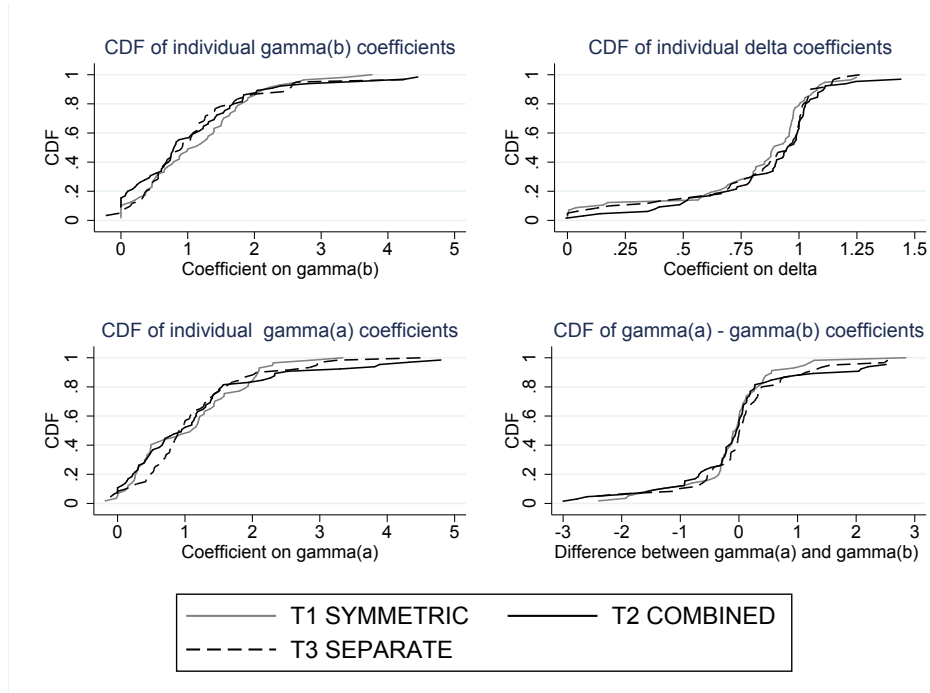 CDF of individual gamma(b) coefficients
CDF
0 .2 .4 .6 .8 1
0 1 2 3 4 5
Coefficient on gamma(b)
CDF of individual delta coefficients
CDF
0 .2 .4 .6 .8 1
0 .25 .5 .75 1 1.25 1.5
Coefficient on delta
CDF of individual gamma(a) coefficients
CDF
0 .2 .4 .6 .8 1
0 1 2 3 4 5
Coefficient on gamma(a)
CDF of gamma(a) - gamma(b) coefficients
CDF
0 .2 .4 .6 .8 1
-3 -2 -1 0 1 2 3
Difference between gamma(a) and gamma(b)
T1 SYMMETRIC T2 COMBINED
T3 SEPARATE